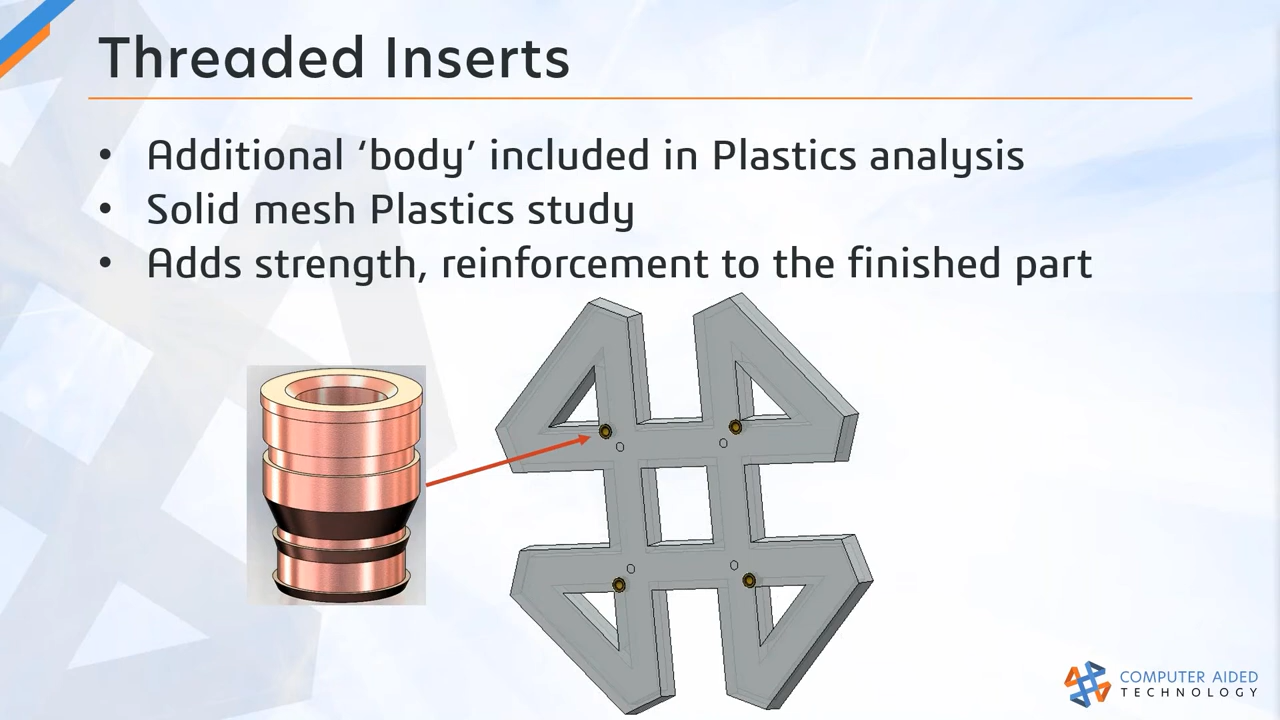 Threaded Inserts
• Additional ‘body’ included in Plastics analysis
• Solid mesh Plastics study
• Adds strength, reinforcement to the finished part
COMPUTER AIDED
TECHNOLOGY